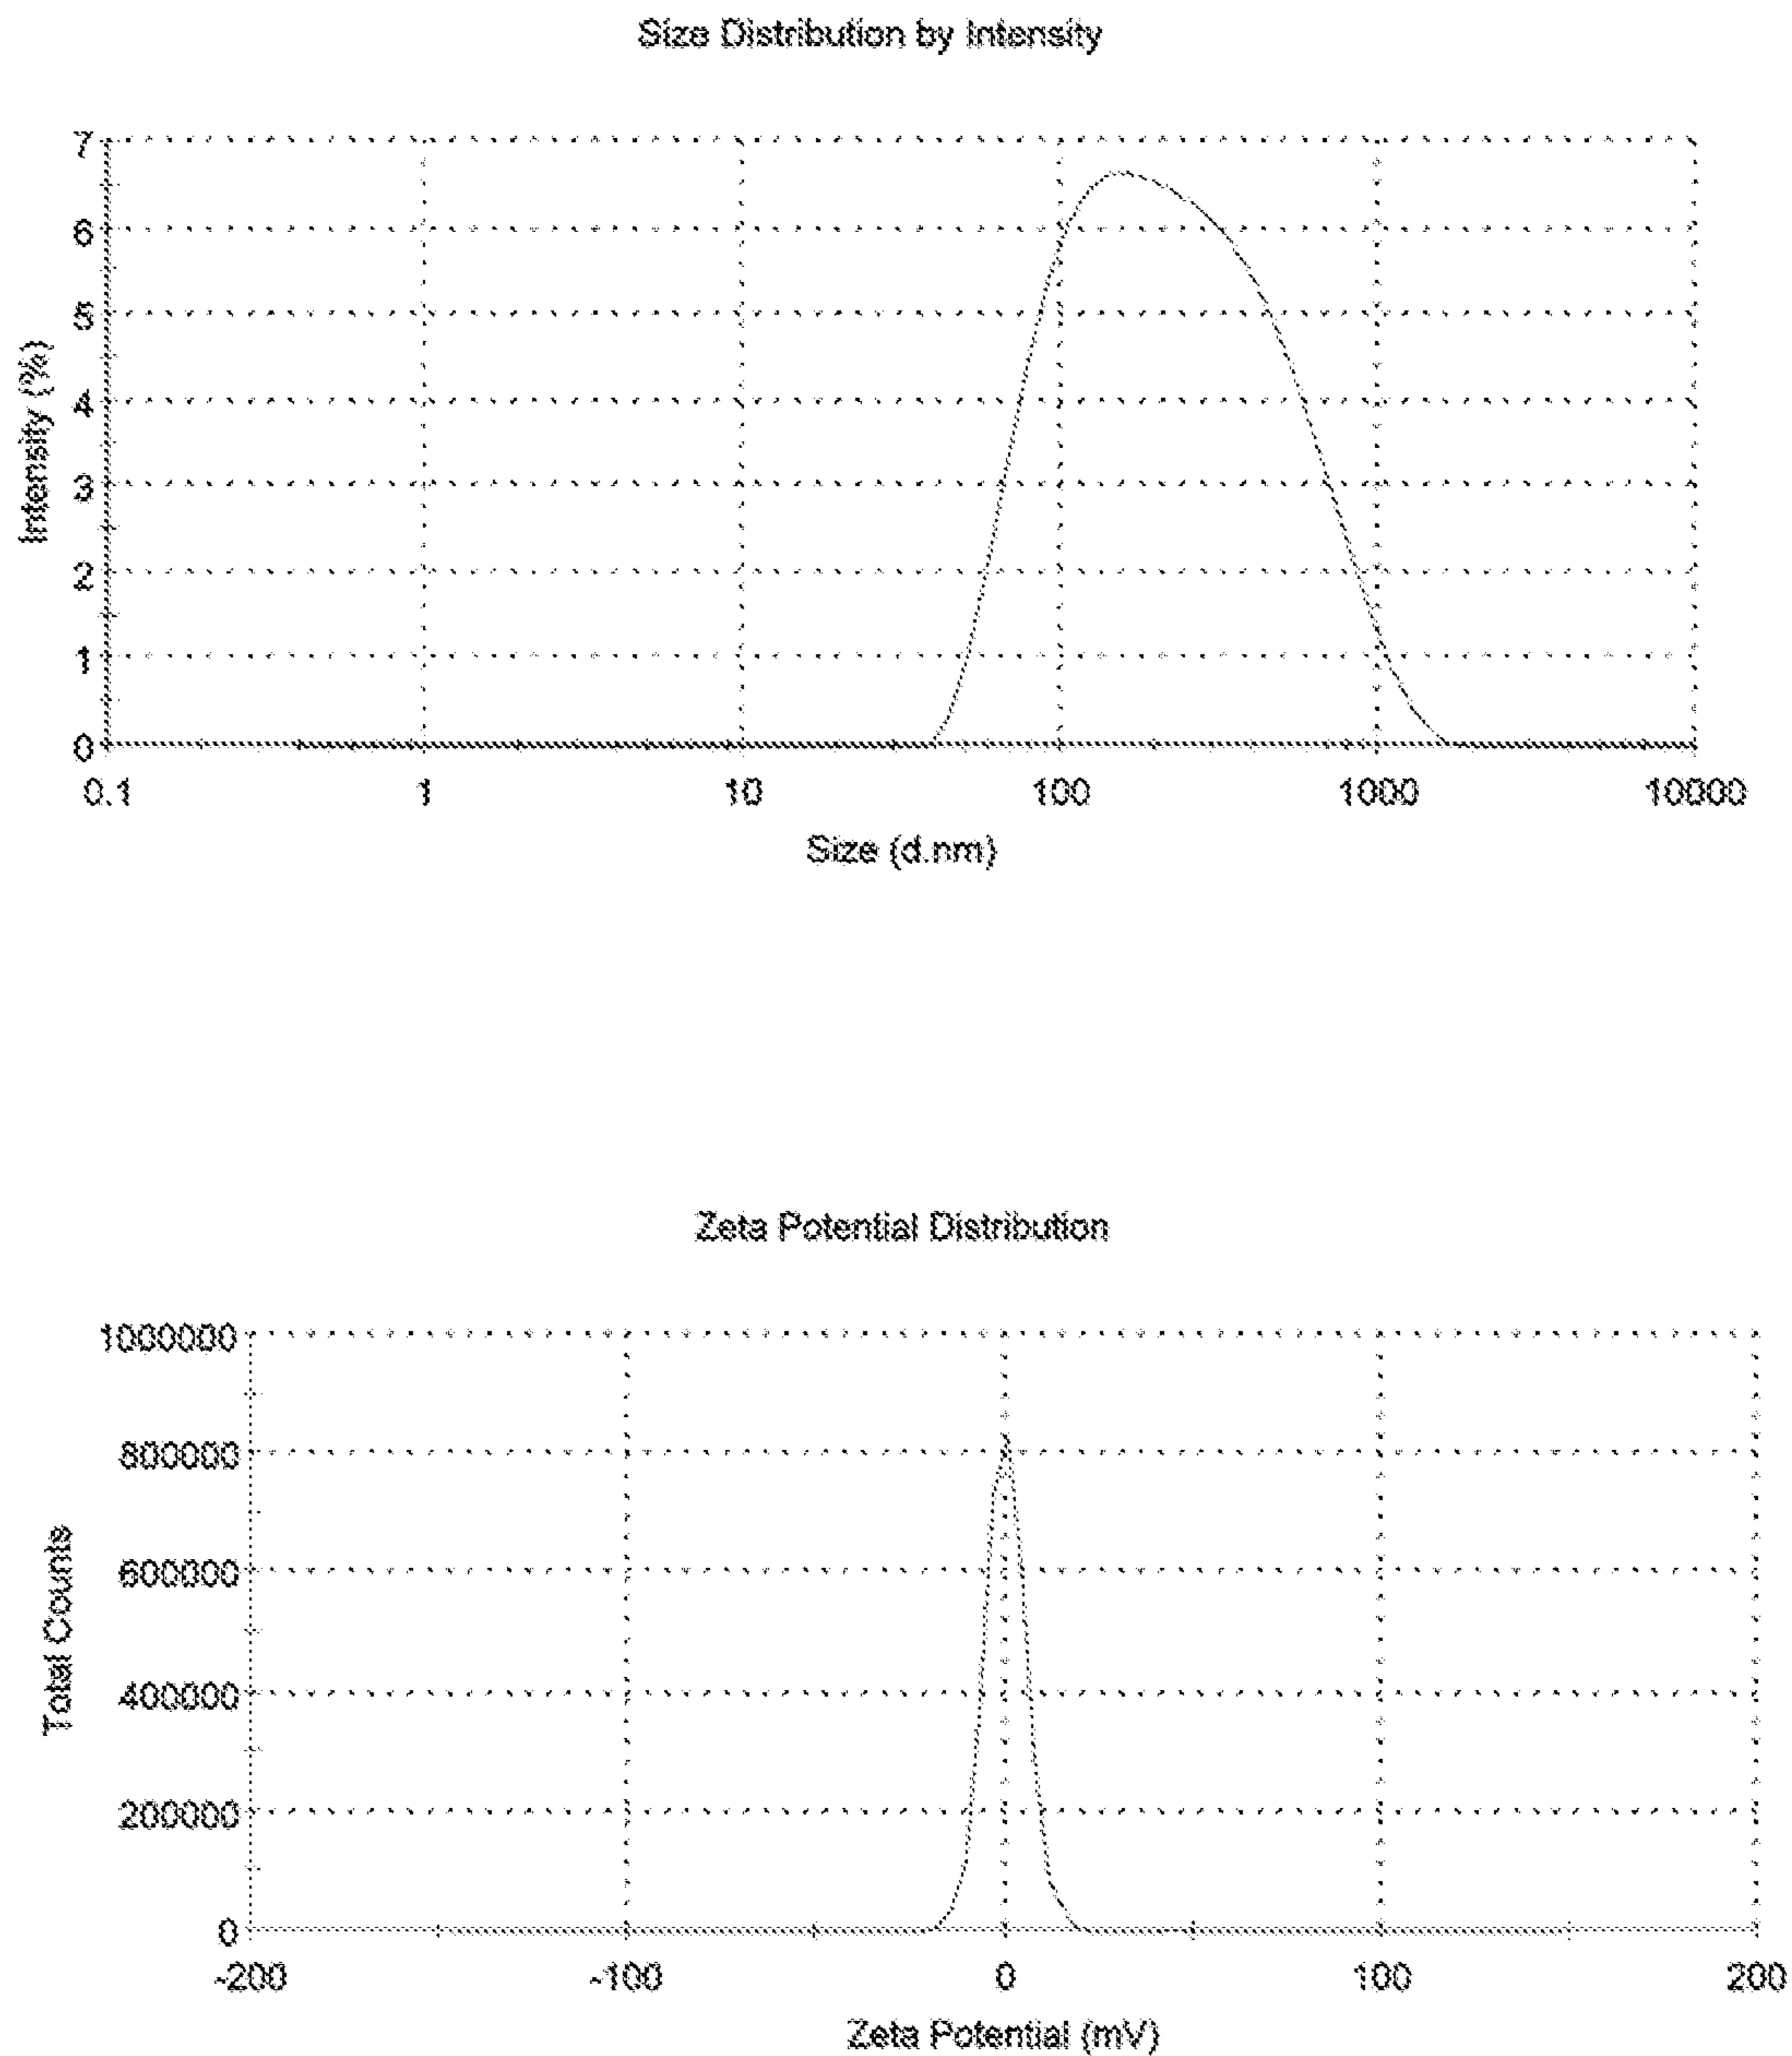 Size Distribution by Intensity
7
6
5
4
3
2
1
0
Intensity (%)
0.1 1 10 100 1000 10000
Size (d.nm)
Zeta Potential Distribution
1000000
800000
600000
400000
200000
0
Total Counts
-200 -100 0 100 200
Zeta Potential (mV)